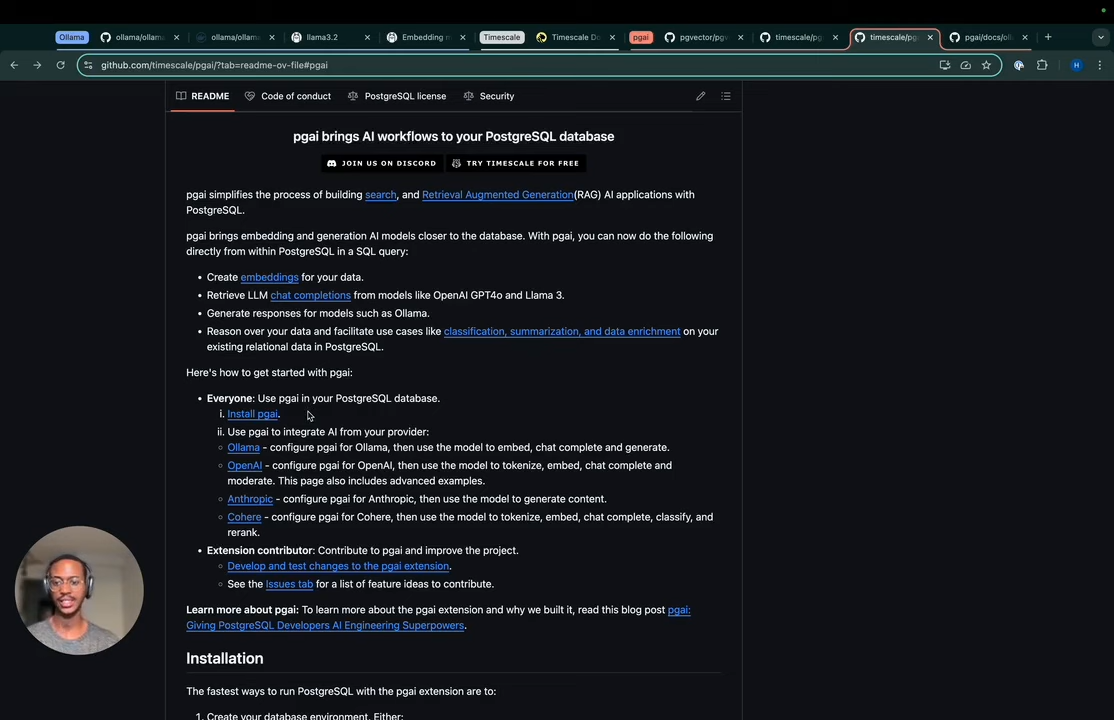 Ollama
ollama/ollam
ollama/ollam
llama3.2
Embedding m
Timescale
Timescale Do
pgai
pgvector/pgv
timescale/pg
timescale/pg
pgai/docs/oll
github.com/timescale/pgai/?tab=readme-ov-file#pgai
H
README
Code of conduct
PostgreSQL license
Security
pgai brings AI workflows to your PostgreSQL database
JOIN US ON DISCORD
TRY TIMESCALE FOR FREE
pgai simplifies the process of building search, and Retrieval Augmented Generation(RAG) AI applications with
PostgreSQL.
pgai brings embedding and generation AI models closer to the database. With pgai, you can now do the following
directly from within PostgreSQL in a SQL query:
• Create embeddings for your data.
• Retrieve LLM chat completions from models like OpenAI GPT4o and Llama 3.
• Generate responses for models such as Ollama.
• Reason over your data and facilitate use cases like classification, summarization, and data enrichment on your
existing relational data in PostgreSQL.
Here's how to get started with pgai:
• Everyone: Use pgai in your PostgreSQL database.
i. Install pgai.
ii. Use pgai to integrate AI from your provider:
○ Ollama - configure pgai for Ollama, then use the model to embed, chat complete and generate.
○ OpenAI - configure pgai for OpenAI, then use the model to tokenize, embed, chat complete and
moderate. This page also includes advanced examples.
○ Anthropic - configure pgai for Anthropic, then use the model to generate content.
○ Cohere - configure pgai for Cohere, then use the model to tokenize, embed, chat complete, classify, and
rerank.
• Extension contributor: Contribute to pgai and improve the project.
○ Develop and test changes to the pgai extension.
○ See the Issues tab for a list of feature ideas to contribute.
Learn more about pgai: To learn more about the pgai extension and why we built it, read this blog post pgai:
Giving PostgreSQL Developers AI Engineering Superpowers.
Installation
The fastest ways to run PostgreSQL with the pgai extension are to:
1. Create your database environment. Either: